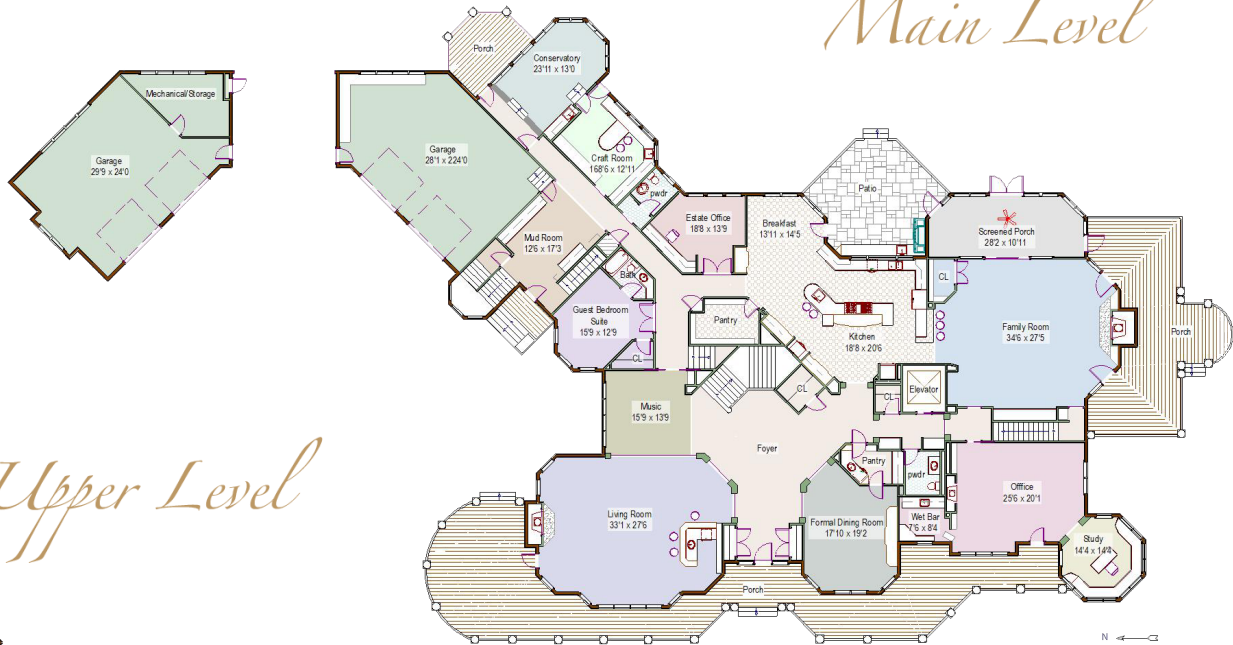 Main Level
Porch
Conservatory
23'11 x 13'0
Mechanical/Storage
Garage
29'9 x 24'0
Garage
28'1 x 224'0
Craft Room
168'6 x 12'11
pwdr
Patio
Estate Office
18'8 x 13'9
Breakfast
13'11 x 14'5
Screened Porch
28'2 x 10'11
Mud Room
12'6 x 17'3
Bath
CL
Guest Bedroom
Suite
15'9 x 12'9
Pantry
Kitchen
18'8 x 20'6
Family Room
34'6 x 27'5
Porch
CL
CL
Elevator
CL
Music
15'9 x 13'9
Foyer
Pantry
pwdr
Offfice
25'6 x 20'1
Upper Level
Living Room
33'1 x 27'6
Formal Dining Room
17'10 x 19'2
Wet Bar
7'6 x 8'4
Study
14'4 x 14'4
Porch
N